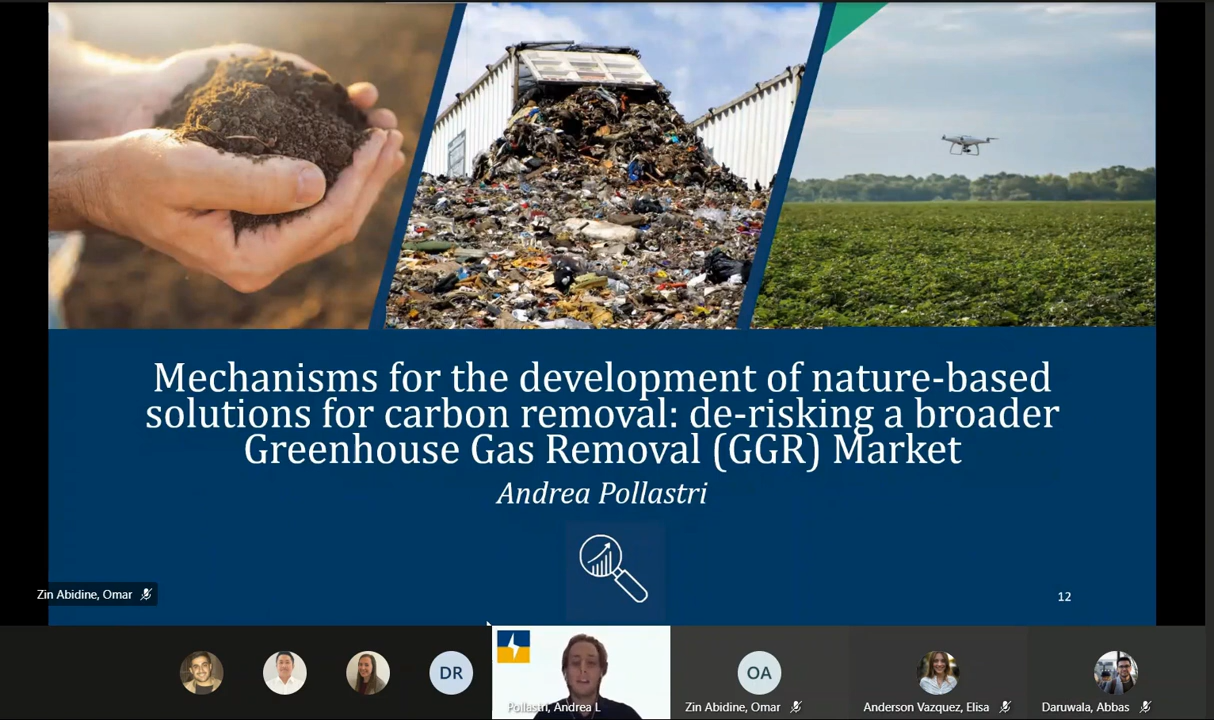 Mechanisms for the development of nature-based
solutions for carbon removal: de-risking a broader
Greenhouse Gas Removal (GGR) Market
Andrea Pollastri
Zin Abidine, Omar
12
DR
OA
Pollastri, Andrea L
Zin Abidine, Omar
Anderson Vazquez, Elisa
Daruwala, Abbas